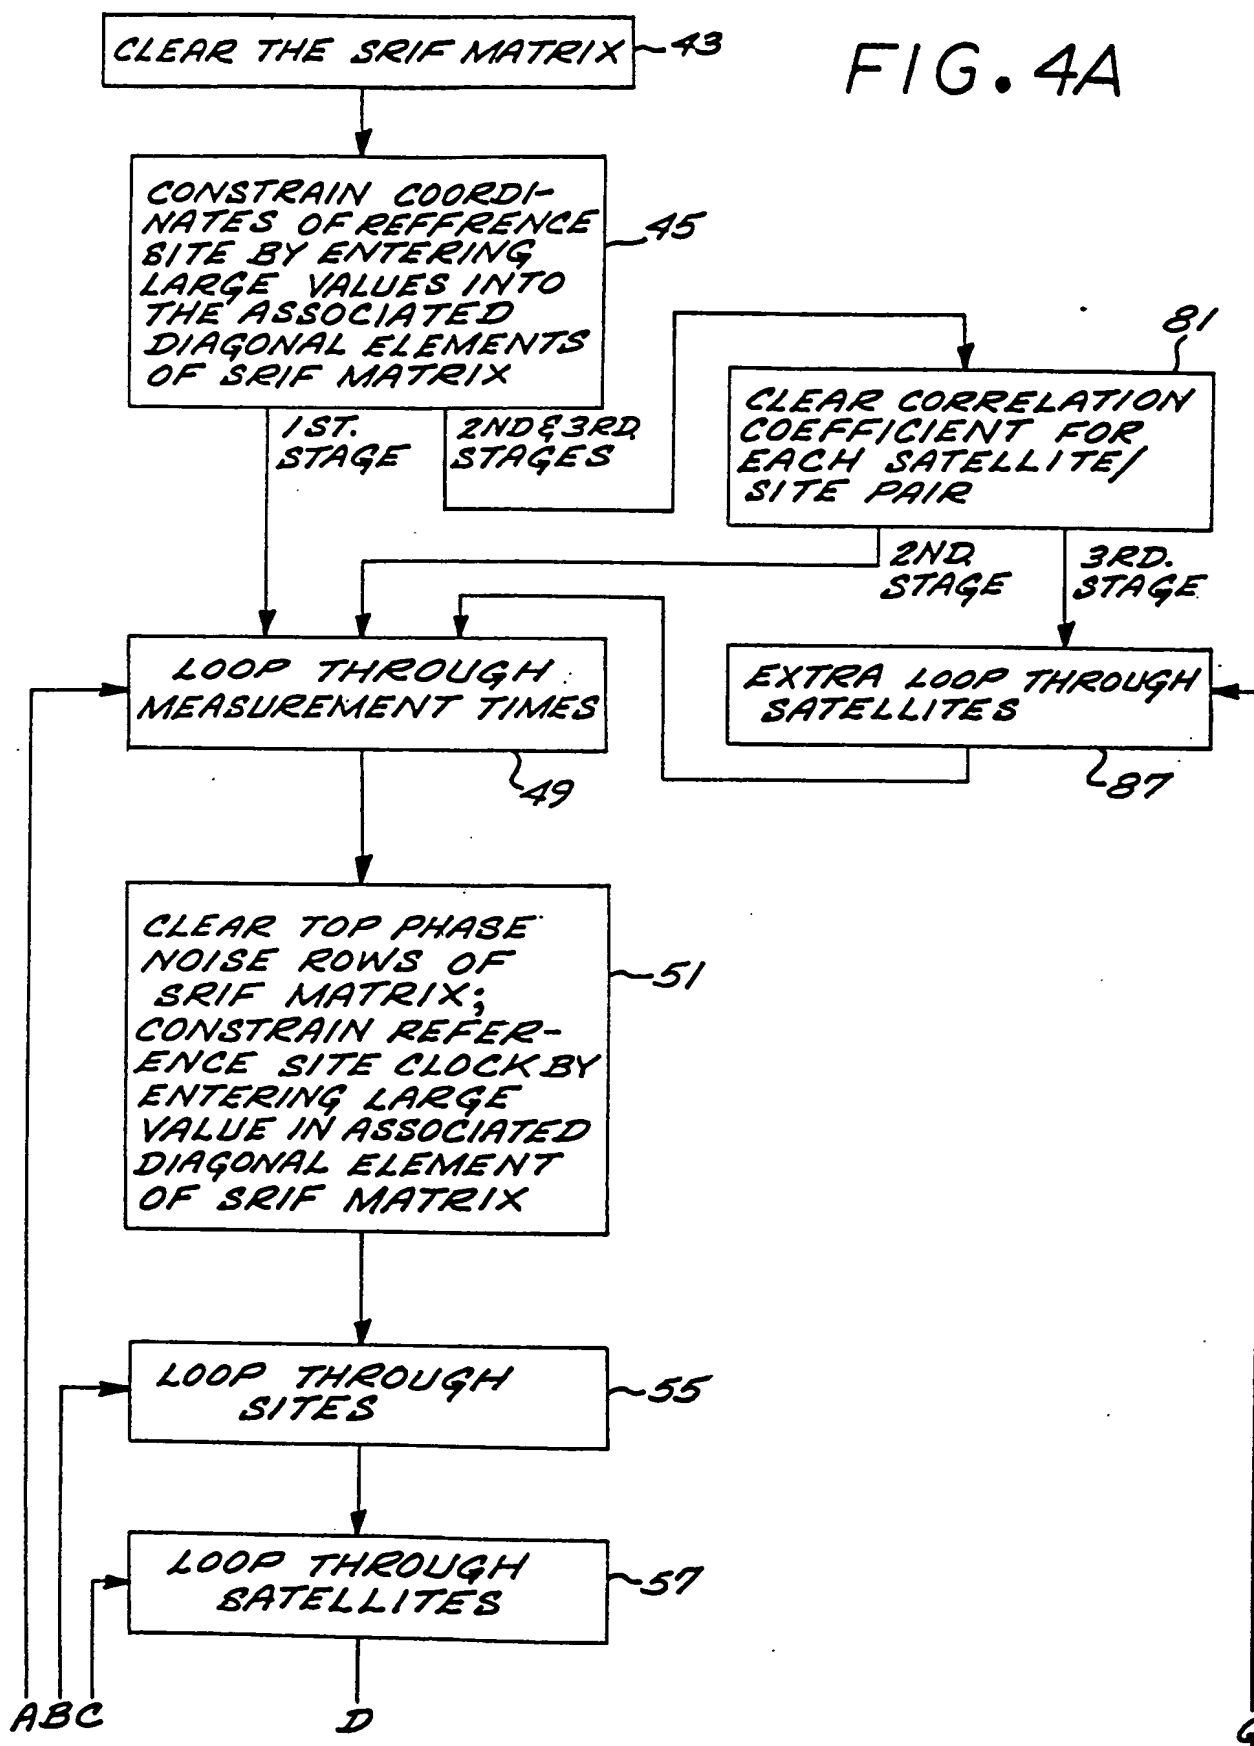 CLEAR THE SRIF MATRIX
43
FIG. 4A
CONSTRAIN COORDI-
NATES OF REFFRENCE
SITE BY ENTERING
LARGE VALUES INTO
THE ASSOCIATED
DIAGONAL ELEMENTS
OF SRIF MATRIX
45
81
CLEAR CORRELATION
COEFFICIENT FOR
EACH SATELLITE/
SITE PAIR
1ST.
STAGE
2ND & 3RD.
STAGES
2ND.
STAGE
3RD.
STAGE
LOOP THROUGH
MEASUREMENT TIMES
49
EXTRA LOOP THROUGH
SATELLITES
87
CLEAR TOP PHASE
NOISE ROWS OF
SRIF MATRIX;
CONSTRAIN REFER-
ENCE SITE CLOCK BY
ENTERING LARGE
VALUE IN ASSOCIATED
DIAGONAL ELEMENT
OF SRIF MATRIX
51
LOOP THROUGH
SITES
55
LOOP THROUGH
SATELLITES
57
A B C
D